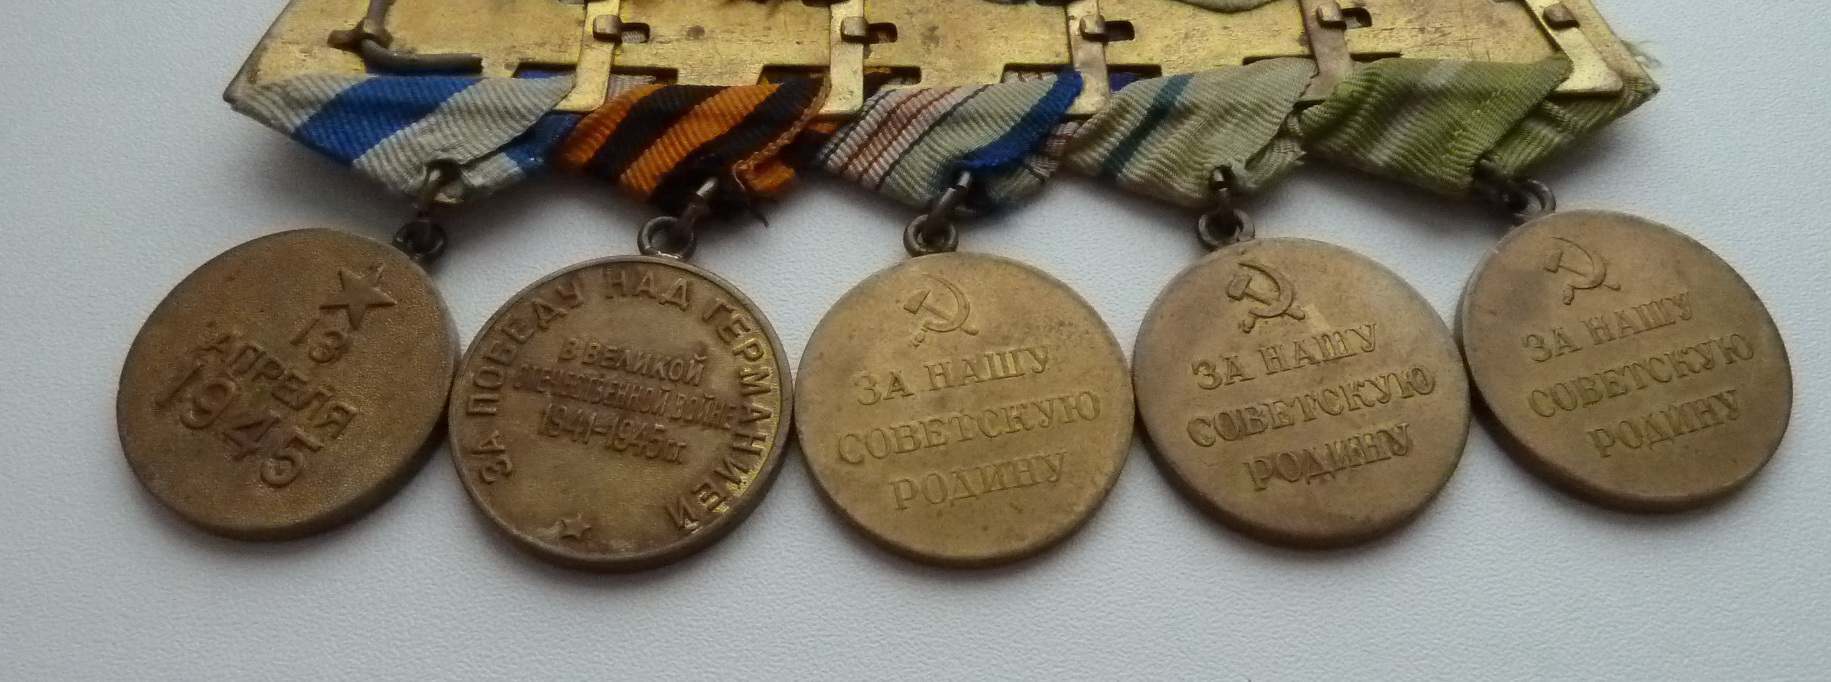 13
АПРЕЛЯ
1945
ЗА ПОБЕДУ НАД ГЕРМАНИЕЙ
В ВЕЛИКОЙ
ОТЕЧЕСТВЕННОЙ ВОЙНЕ
1941-1945 гг.
ЗА НАШУ
СОВЕТСКУЮ
РОДИНУ
ЗА НАШУ
СОВЕТСКУЮ
РОДИНУ
ЗА НАШУ
СОВЕТСКУЮ
РОДИНУ